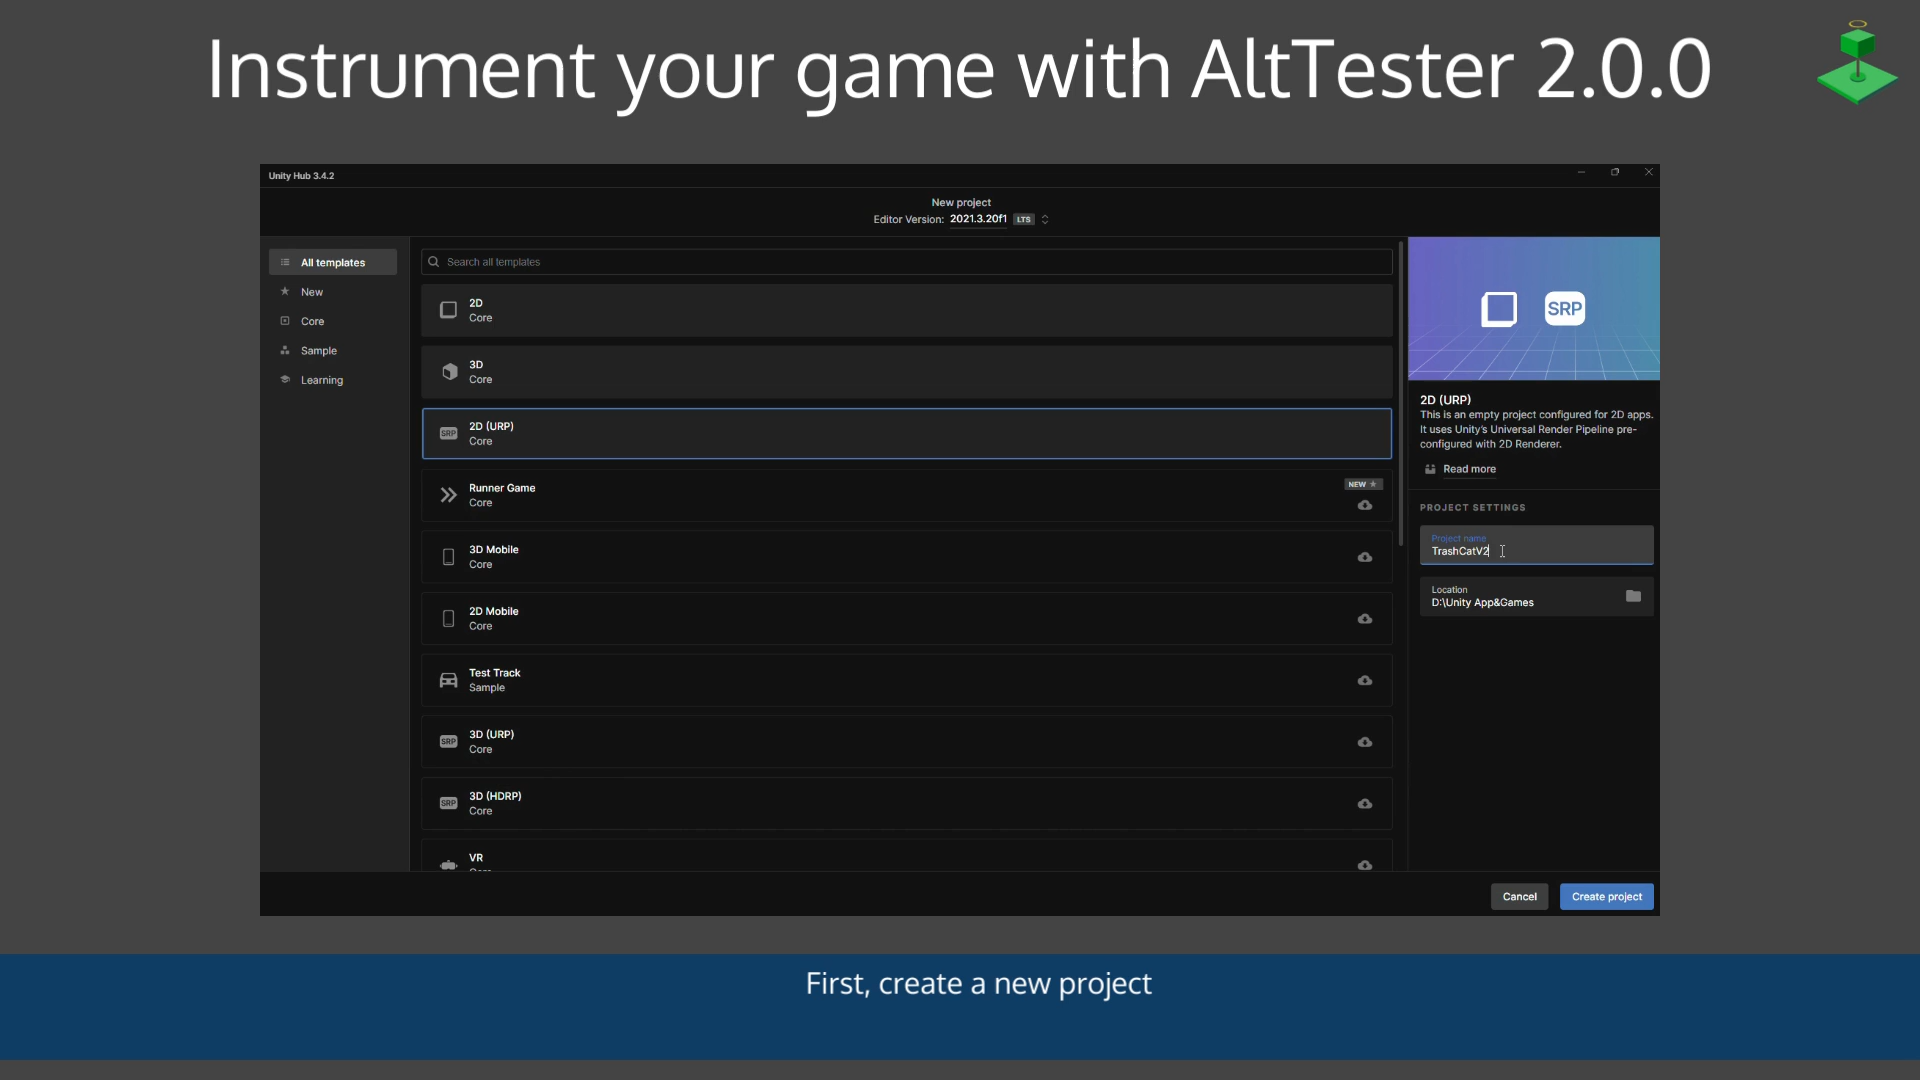 Instrument your game with AltTester 2.0.0
Unity Hub 3.4.2
New project
Editor Version: 2021.3.20f1 LTS
All templates
New
Core
Sample
Learning
Search all templates
2D
Core
3D
Core
SRP
2D (URP)
Core
Runner Game
Core
NEW
3D Mobile
Core
2D Mobile
Core
Test Track
Sample
SRP
3D (URP)
Core
SRP
3D (HDRP)
Core
VR
SRP
2D (URP)
This is an empty project configured for 2D apps.
It uses Unity's Universal Render Pipeline pre-
configured with 2D Renderer.
Read more
PROJECT SETTINGS
Project name
TrashCatV2
Location
D:\Unity App&Games
Cancel
Create project
First, create a new project